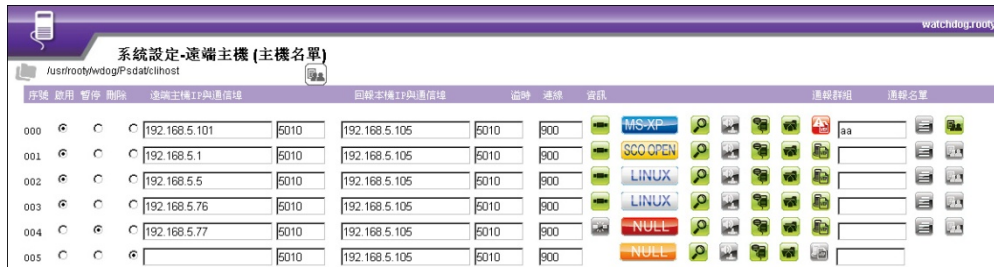 watchdog.rooty
系統設定-遠端主機 (主機名單)
/usr/rooty/wdog/Psdat/clihost
序號 啟用 暫停 刪除 遠端主機IP與通信埠 回報本機IP與通信埠 溢時 連線 資訊 通報群組 通報名單
000 192.168.5.101 5010 192.168.5.105 5010 900 MS-XP aa
001 192.168.5.1 5010 192.168.5.105 5010 900 SCO OPEN
002 192.168.5.5 5010 192.168.5.105 5010 900 LINUX
003 192.168.5.76 5010 192.168.5.105 5010 900 LINUX
004 192.168.5.77 5010 192.168.5.105 5010 900 NULL
005 5010 192.168.5.105 5010 900 NULL